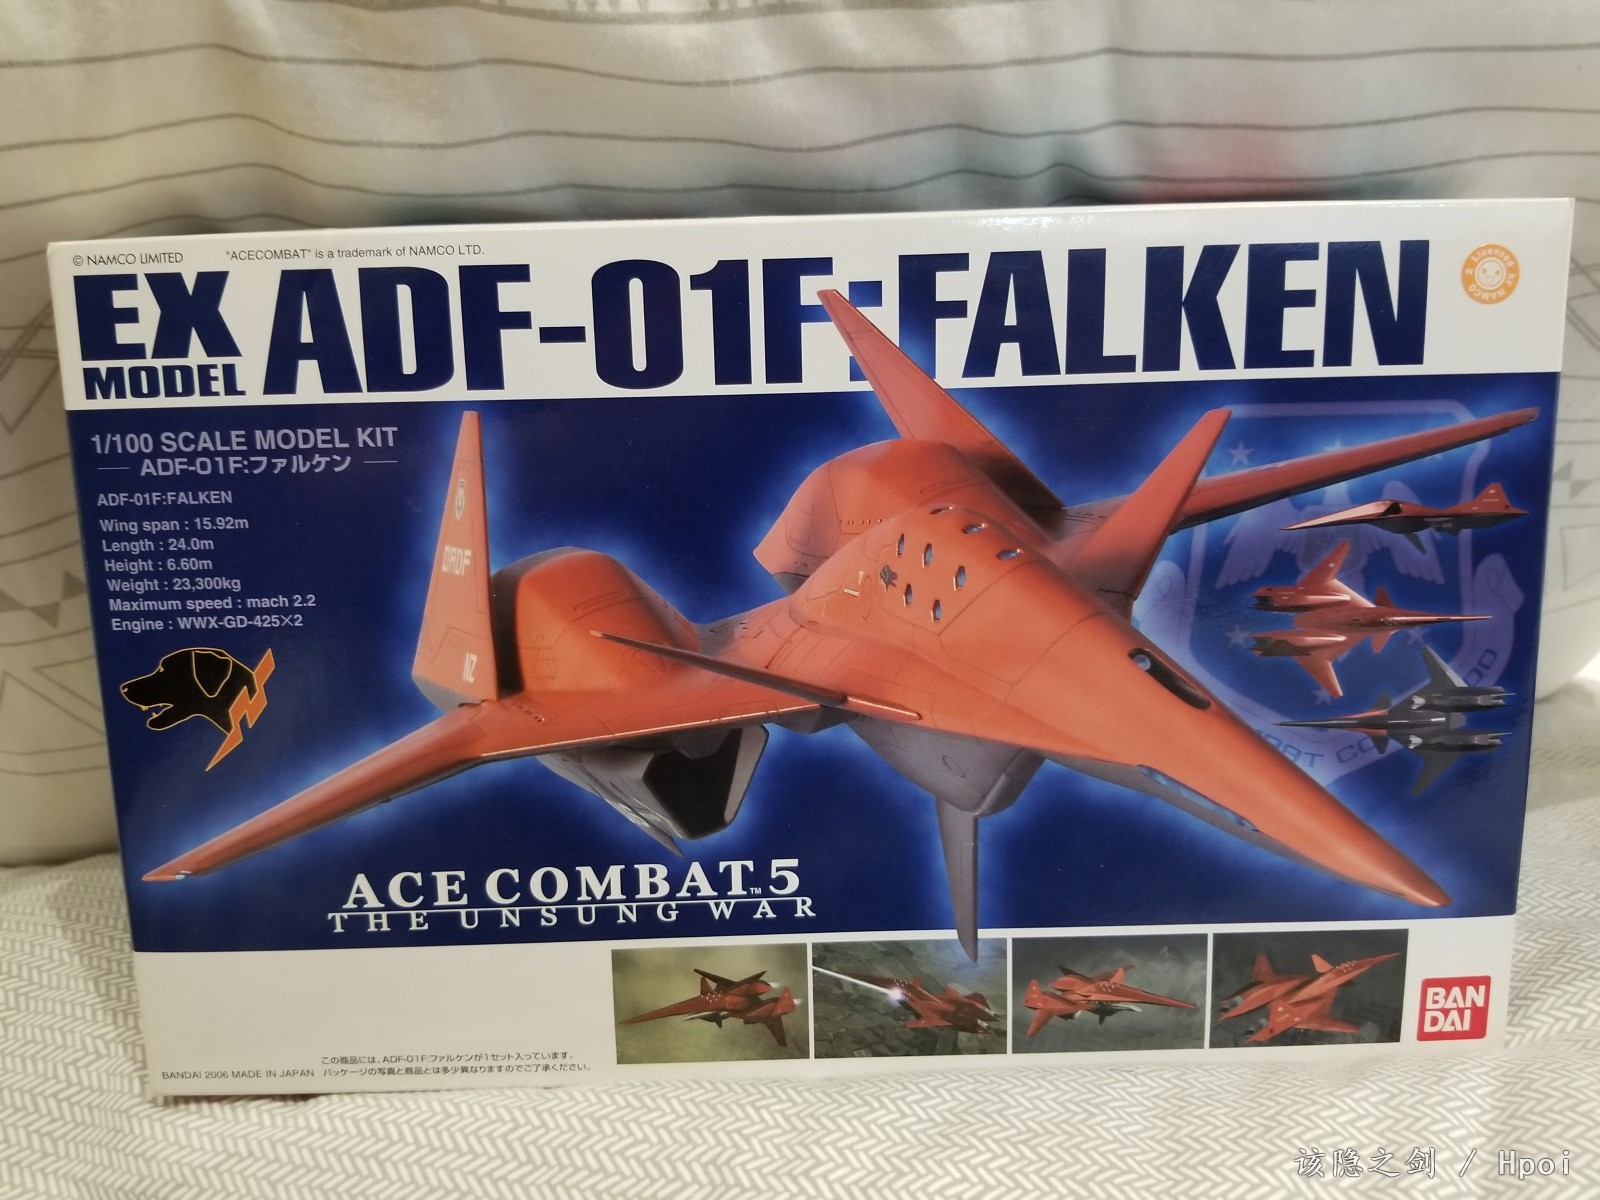 © NAMCO LIMITED "ACECOMBAT" is a trademark of NAMCO LTD.
EX MODEL
ADF-01F:FALKEN
Licensed by NAMCO
1/100 SCALE MODEL KIT
ADF-01F:ファルケン
ADF-01F:FALKEN
Wing span : 15.92m
Length : 24.0m
Height : 6.60m
Weight : 23,300kg
Maximum speed : mach 2.2
Engine : WWX-GD-425×2
OADF
NZ
ACE COMBAT™ 5
THE UNSUNG WAR
この商品には、ADF-01F:ファルケンが1セット入っています。
BANDAI 2006 MADE IN JAPAN パッケージの写真と商品とは多少異なりますのでご了承ください。
BAN
DAI
该隐之剑 / Hpoi